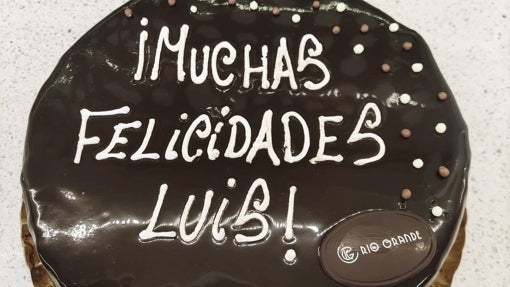 ¡MUCHAS
FELiCiDADES
LUiS!
RIO GRANDE